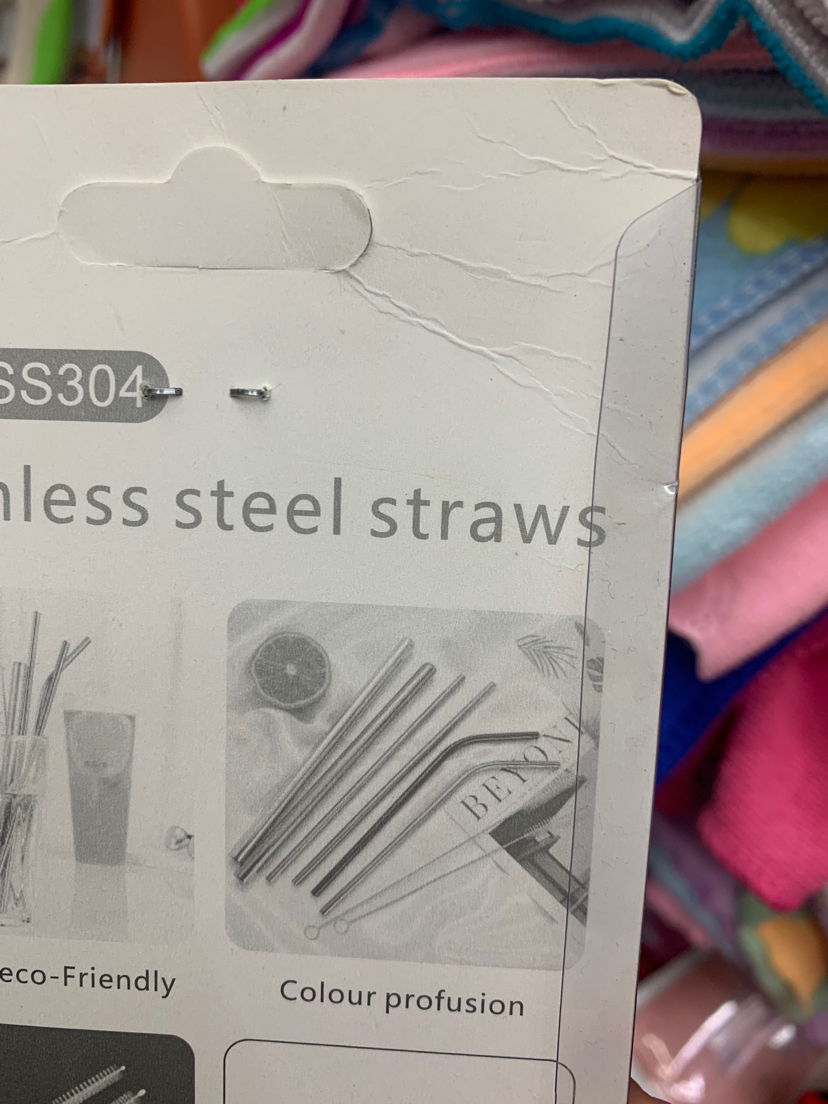 SS304
nless steel straws
BEYON
eco-Friendly
Colour profusion